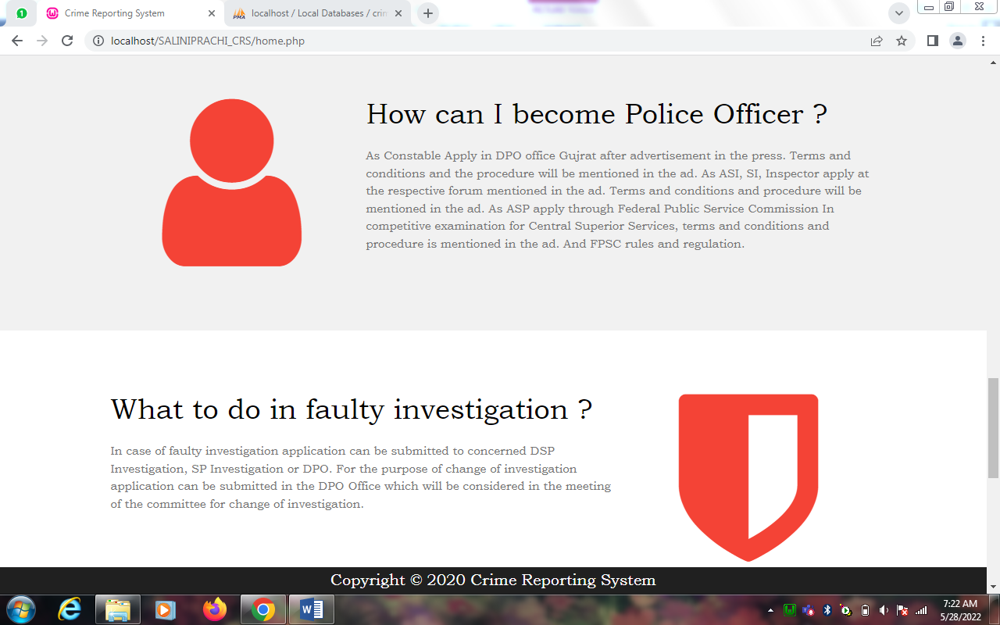 1
Crime Reporting System
PMA
localhost / Local Databases / crin
localhost/SALINIPRACHI_CRS/home.php
How can I become Police Officer ?
As Constable Apply in DPO office Gujrat after advertisement in the press. Terms and
conditions and the procedure will be mentioned in the ad. As ASI, SI, Inspector apply at
the respective forum mentioned in the ad. Terms and conditions and procedure will be
mentioned in the ad. As ASP apply through Federal Public Service Commission In
competitive examination for Central Superior Services, terms and conditions and
procedure is mentioned in the ad. And FPSC rules and regulation.
What to do in faulty investigation ?
In case of faulty investigation application can be submitted to concerned DSP
Investigation, SP Investigation or DPO. For the purpose of change of investigation
application can be submitted in the DPO Office which will be considered in the meeting
of the committee for change of investigation.
Copyright © 2020 Crime Reporting System
7:22 AM
5/28/2022